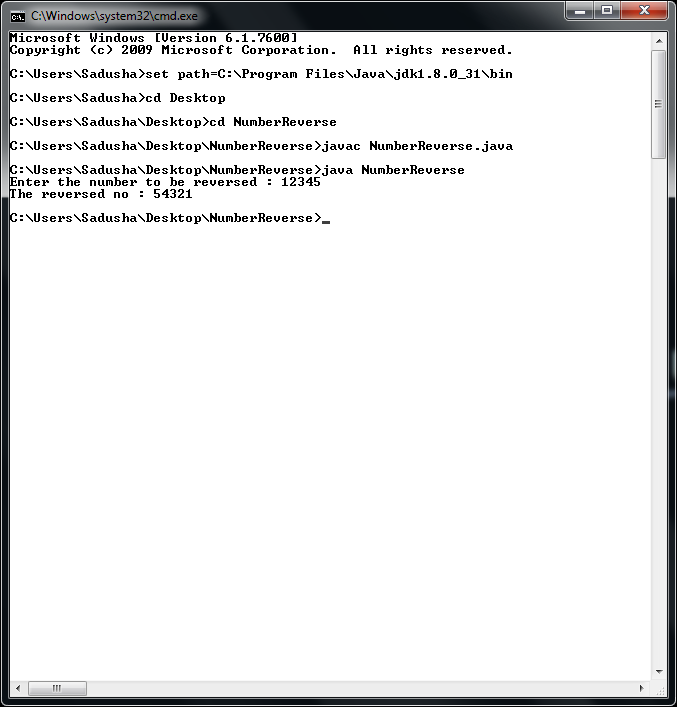 C:\Windows\system32\cmd.exe
Microsoft Windows [Version 6.1.7600]
Copyright (c) 2009 Microsoft Corporation.  All rights reserved.
C:\Users\Sadusha>set path=C:\Program Files\Java\jdk1.8.0_31\bin
C:\Users\Sadusha>cd Desktop
C:\Users\Sadusha\Desktop>cd NumberReverse
C:\Users\Sadusha\Desktop\NumberReverse>javac NumberReverse.java
C:\Users\Sadusha\Desktop\NumberReverse>java NumberReverse
Enter the number to be reversed : 12345
The reversed no : 54321
C:\Users\Sadusha\Desktop\NumberReverse>_